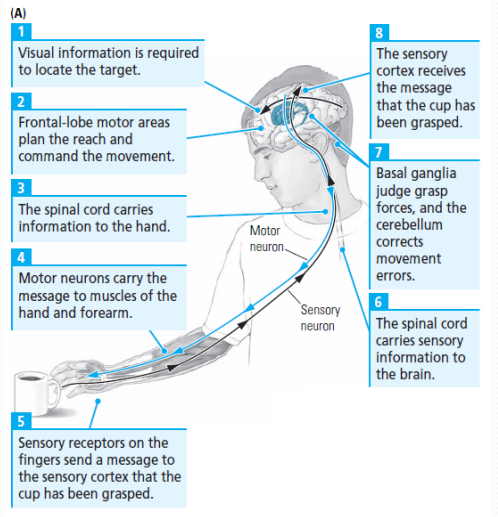 (A)
1
Visual information is required
to locate the target.
2
Frontal-lobe motor areas
plan the reach and
command the movement.
3
The spinal cord carries
information to the hand.
4
Motor neurons carry the
message to muscles of the
hand and forearm.
5
Sensory receptors on the
fingers send a message to
the sensory cortex that the
cup has been grasped.
Motor
neuron
Sensory
neuron
8
The sensory
cortex receives
the message
that the cup has
been grasped.
7
Basal ganglia
judge grasp
forces, and the
cerebellum
corrects
movement
errors.
6
The spinal cord
carries sensory
information to
the brain.